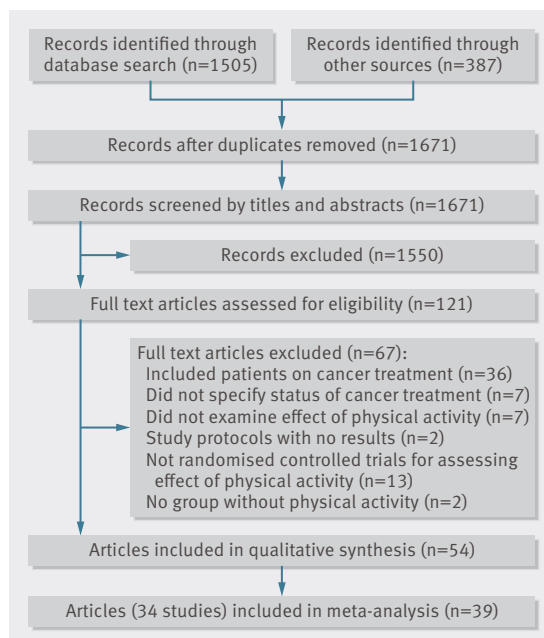 Records identified through
database search (n=1505)
Records identified through
other sources (n=387)
Records after duplicates removed (n=1671)
Records screened by titles and abstracts (n=1671)
Records excluded (n=1550)
Full text articles assessed for eligibility (n=121)
Full text articles excluded (n=67):
Included patients on cancer treatment (n=36)
Did not specify status of cancer treatment (n=7)
Did not examine effect of physical activity (n=7)
Study protocols with no results (n=2)
Not randomised controlled trials for assessing
effect of physical activity (n=13)
No group without physical activity (n=2)
Articles included in qualitative synthesis (n=54)
Articles (34 studies) included in meta-analysis (n=39)